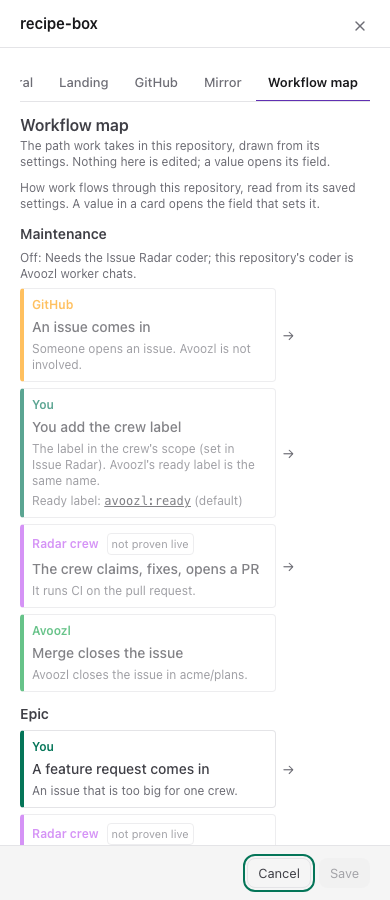 recipe-box
ral
Landing
GitHub
Mirror
Workflow map
Workflow map
The path work takes in this repository, drawn from its
settings. Nothing here is edited; a value opens its field.
How work flows through this repository, read from its saved
settings. A value in a card opens the field that sets it.
Maintenance
Off: Needs the Issue Radar coder; this repository's coder is
Avoozl worker chats.
GitHub
An issue comes in
Someone opens an issue. Avoozl is not
involved.
→
You
You add the crew label
The label in the crew's scope (set in
Issue Radar). Avoozl's ready label is the
same name.
Ready label: avoozl:ready (default)
→
Radar crew not proven live
The crew claims, fixes, opens a PR
It runs CI on the pull request.
→
Avoozl
Merge closes the issue
Avoozl closes the issue in acme/plans.
Epic
You
A feature request comes in
An issue that is too big for one crew.
→
Radar crew not proven live
Cancel
Save